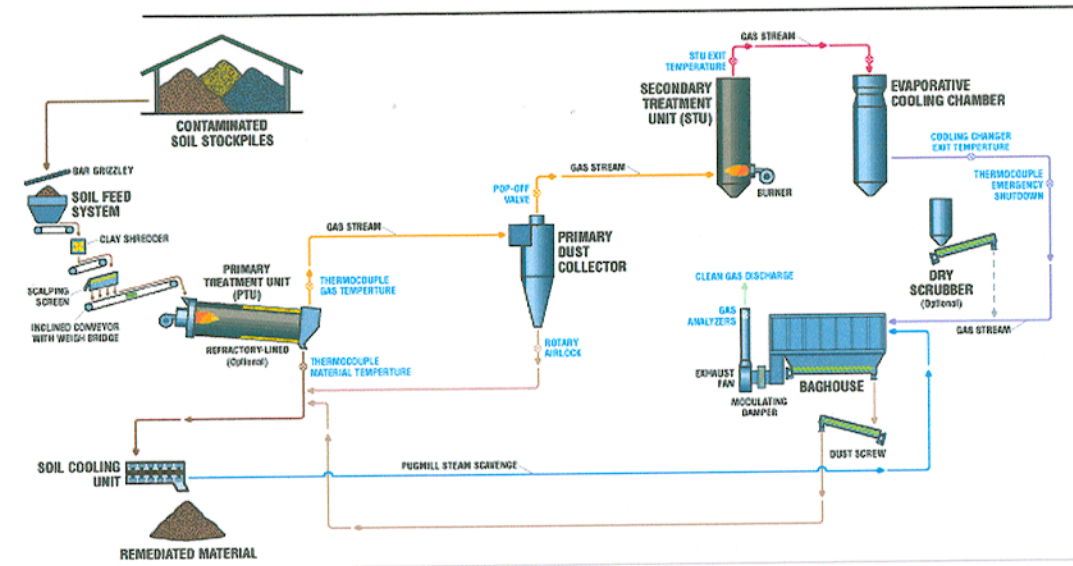 GAS STREAM
STU EXIT
TEMPERATURE
SECONDARY
TREATMENT
UNIT (STU)
EVAPORATIVE
COOLING CHAMBER
CONTAMINATED
SOIL STOCKPILES
COOLING CHANGER
EXIT TEMPERTURE
BAR GRIZZLEY
GAS STREAM
THERMOCOUPLE
EMERGENCY
SHUTDOWN
POP-OFF
VALVE
BURNER
SOIL FEED
SYSTEM
GAS STREAM
CLAY SHREDDER
PRIMARY
DUST
COLLECTOR
PRIMARY
TREATMENT UNIT
(PTU)
THERMOCOUPLE
GAS TEMPERTURE
CLEAN GAS DISCHARGE
DRY
SCRUBBER
(Optional)
SCALPING
SCREEN
GAS
ANALYZERS
INCLINED CONVEYOR
WITH WEIGH BRIDGE
GAS STREAM
REFRACTORY-LINED
(Optional)
ROTARY
AIRLOCK
THERMOCOUPLE
MATERIAL TEMPERTURE
EXHAUST
FAN
BAGHOUSE
MODULATING
DAMPER
DUST SCREW
SOIL COOLING
UNIT
PUGMILL STEAM SCAVENGE
REMEDIATED MATERIAL